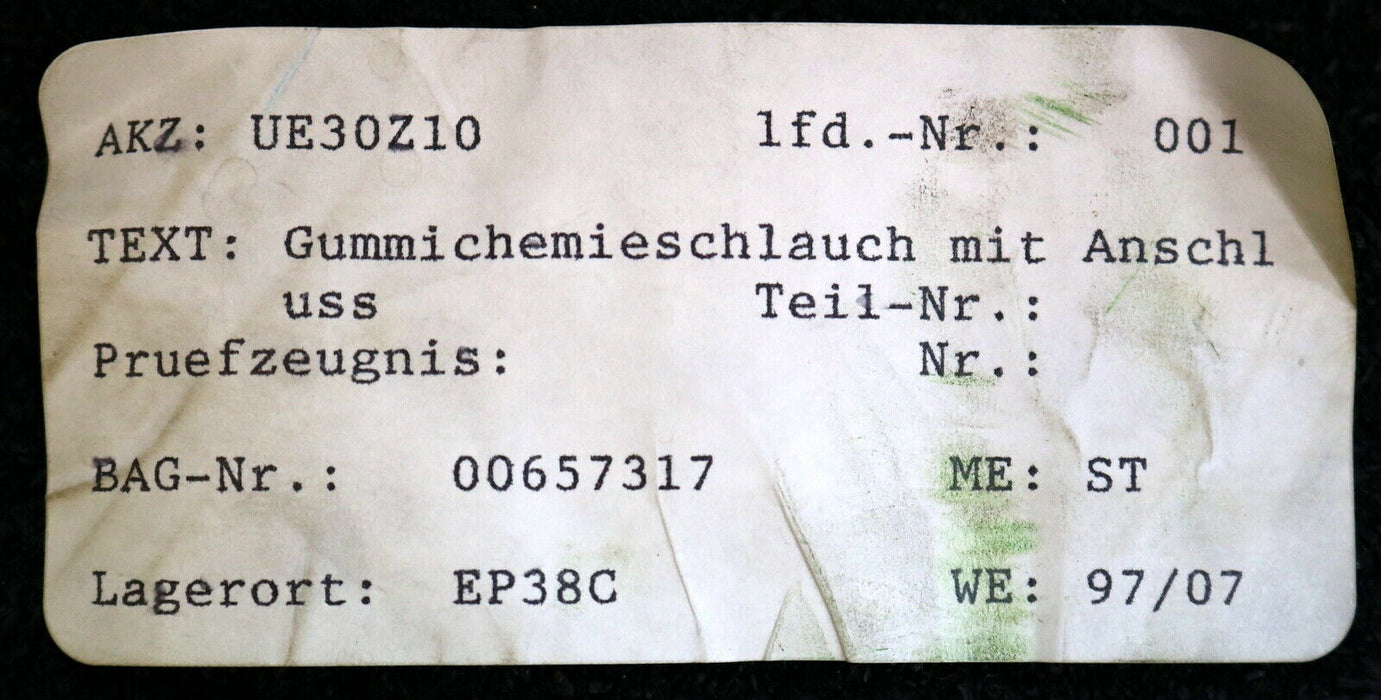 AKZ: UE30Z10 lfd.-Nr.: 001
TEXT: Gummichemieschlauch mit Anschl
uss Teil-Nr.:
Pruefzeugnis: Nr.:
BAG-Nr.: 00657317 ME: ST
Lagerort: EP38C WE: 97/07